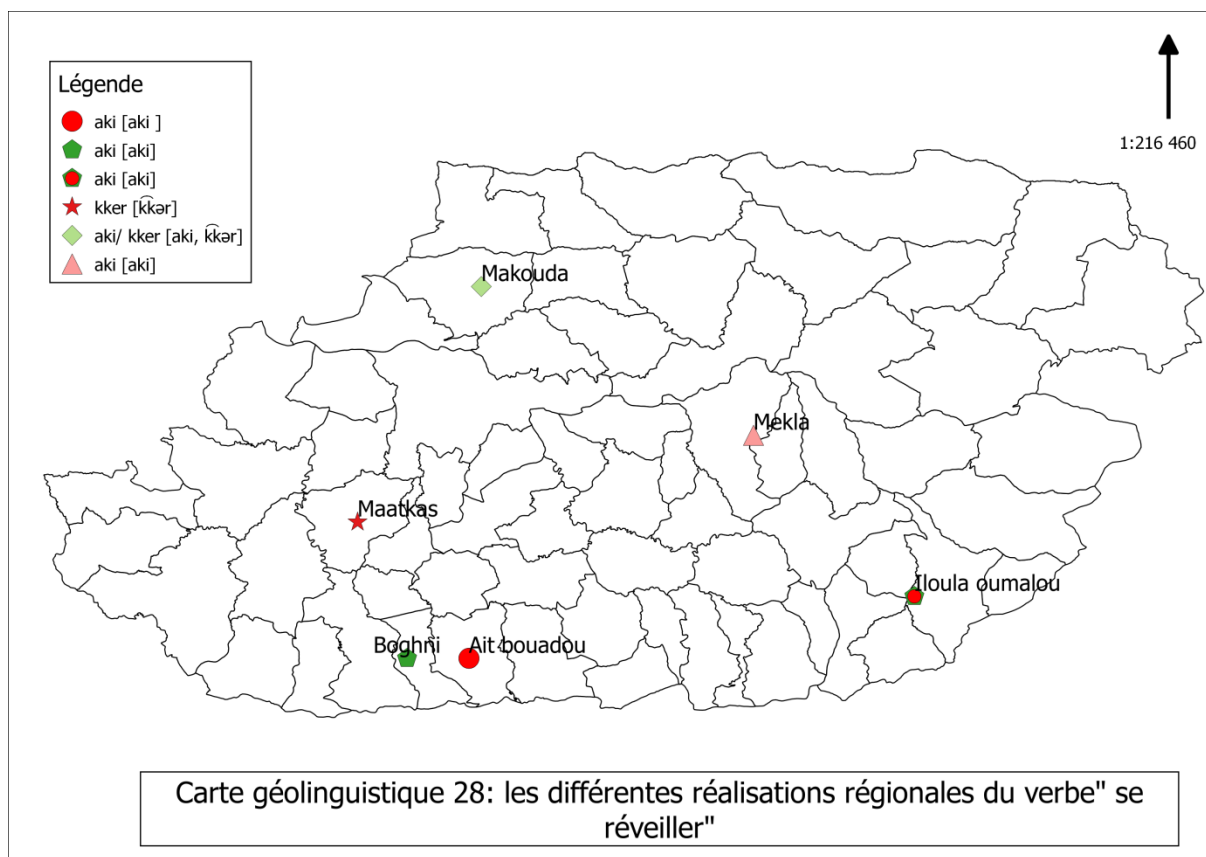 Légende
aki [aki ]
aki [aki]
aki [aki]
kker [k͡kər]
aki/ kker [aki, k͡kər]
aki [aki]
1:216 460
Makouda
Mekla
Maatkas
Iloula oumalou
Boghni
Ait bouadou
Carte géolinguistique 28: les différentes réalisations régionales du verbe" se
réveiller"